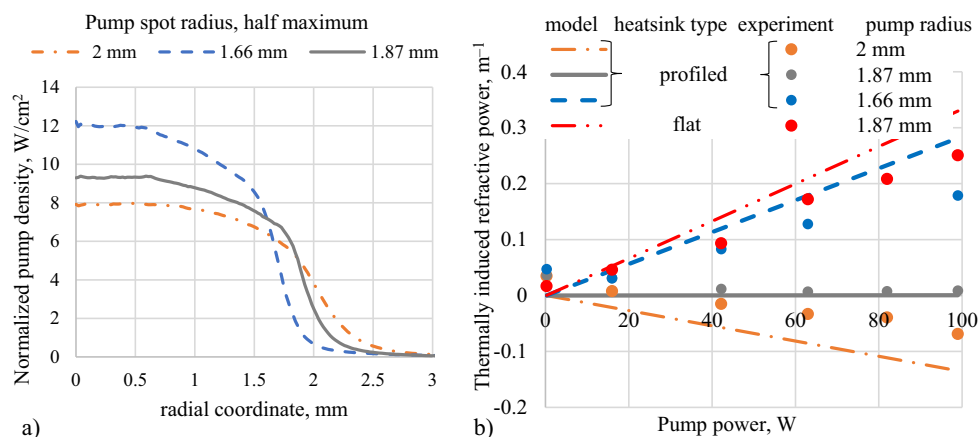 Pump spot radius, half maximum
2 mm 1.66 mm 1.87 mm
Normalized pump density, W/cm²
14
12
10
8
6
4
2
0
0 0.5 1 1.5 2 2.5 3
radial coordinate, mm
a)
model heatsink type experiment pump radius
2 mm
profiled 1.87 mm
1.66 mm
flat 1.87 mm
Thermally induced refractive power, m⁻¹
0.4
0.3
0.2
0.1
0
-0.1
-0.2
0 20 40 60 80 100
Pump power, W
b)